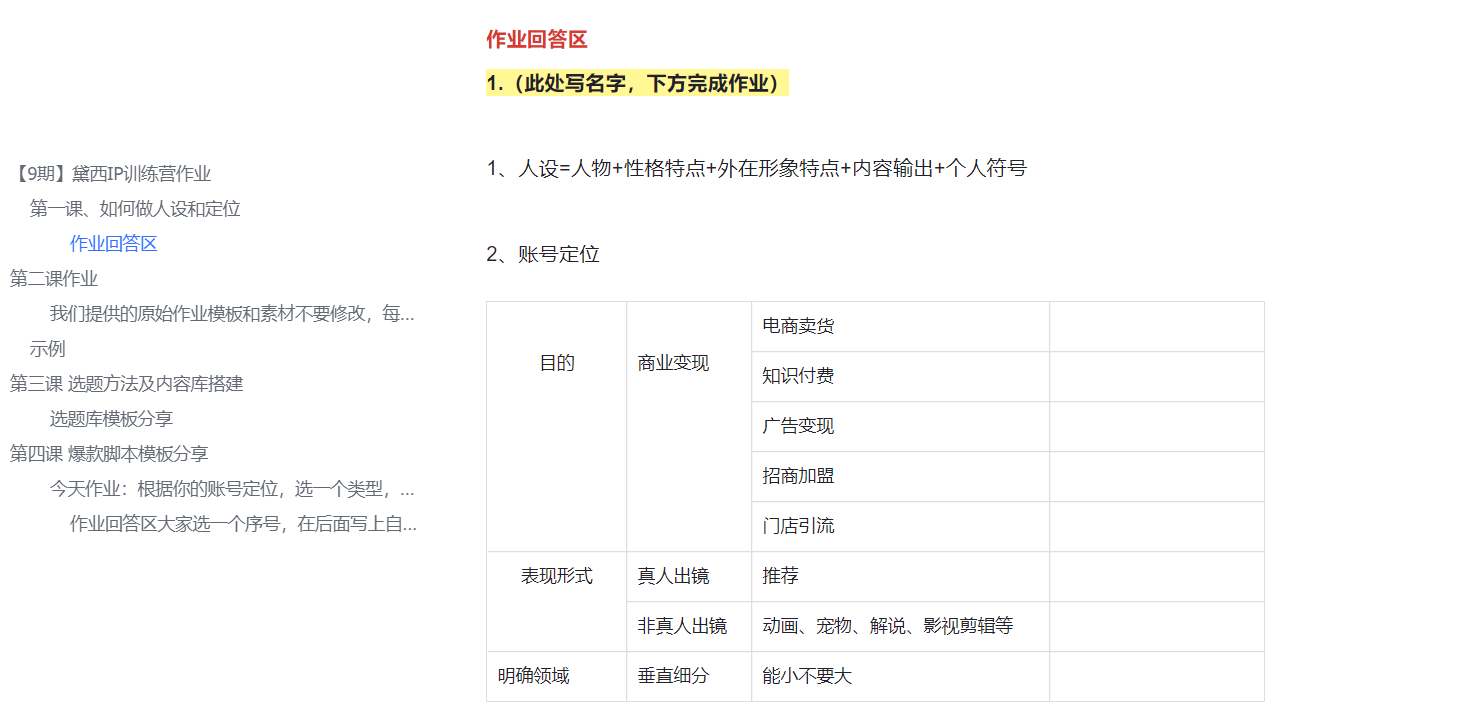 【9期】黛西IP训练营作业
第一课、如何做人设和定位
作业回答区
第二课作业
我们提供的原始作业模板和素材不要修改，每...
示例
第三课 选题方法及内容库搭建
选题库模板分享
第四课 爆款脚本模板分享
今天作业：根据你的账号定位，选一个类型，...
作业回答区大家选一个序号，在后面写上自...
作业回答区
1.（此处写名字，下方完成作业）
1、人设=人物+性格特点+外在形象特点+内容输出+个人符号
2、账号定位
目的 商业变现 电商卖货
知识付费
广告变现
招商加盟
门店引流
表现形式 真人出镜 推荐
非真人出镜 动画、宠物、解说、影视剪辑等
明确领域 垂直细分 能小不要大